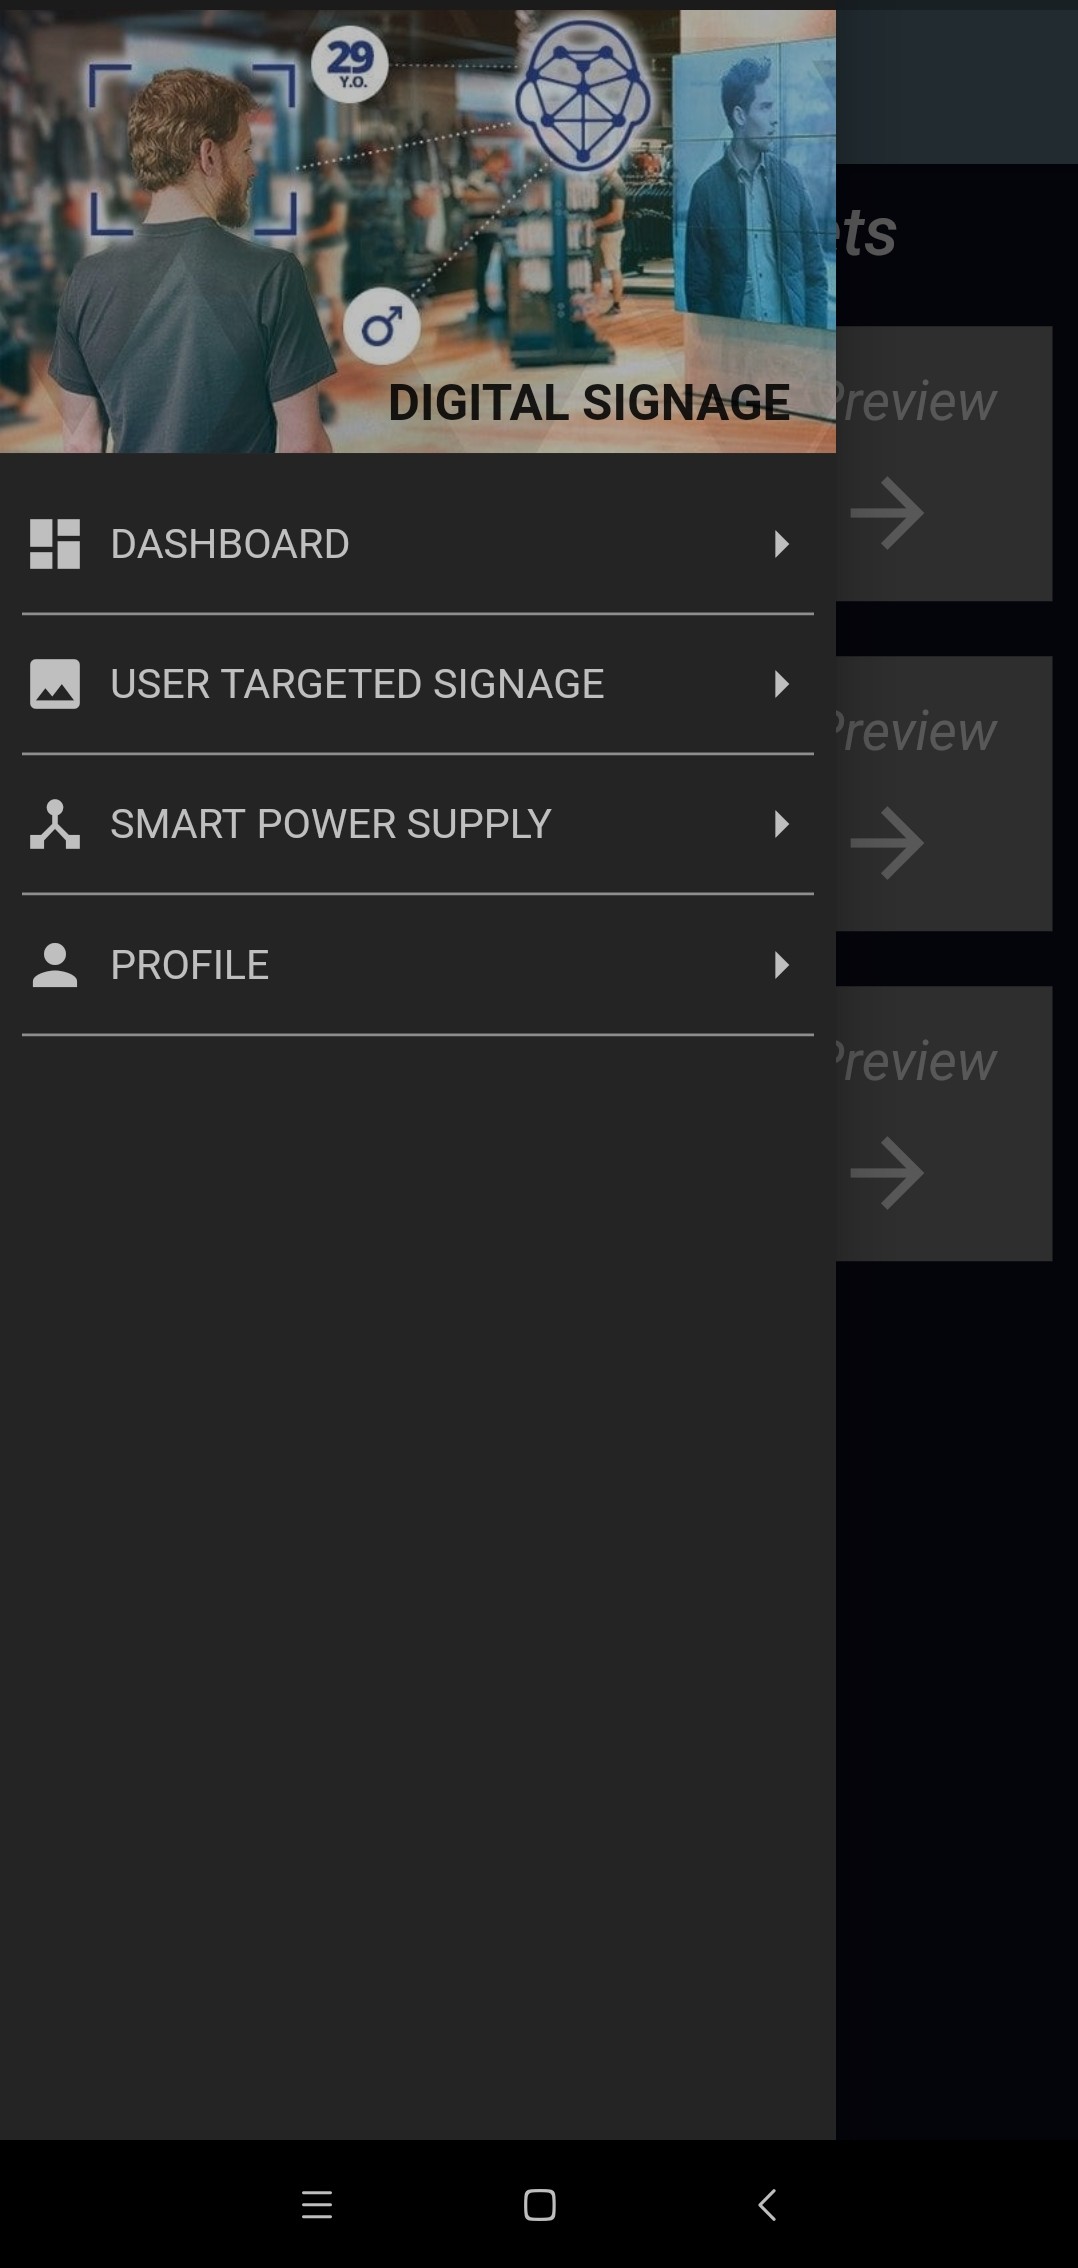 29
Y.O.
DIGITAL SIGNAGE
ts
Preview
DASHBOARD
USER TARGETED SIGNAGE
Preview
SMART POWER SUPPLY
PROFILE
Preview